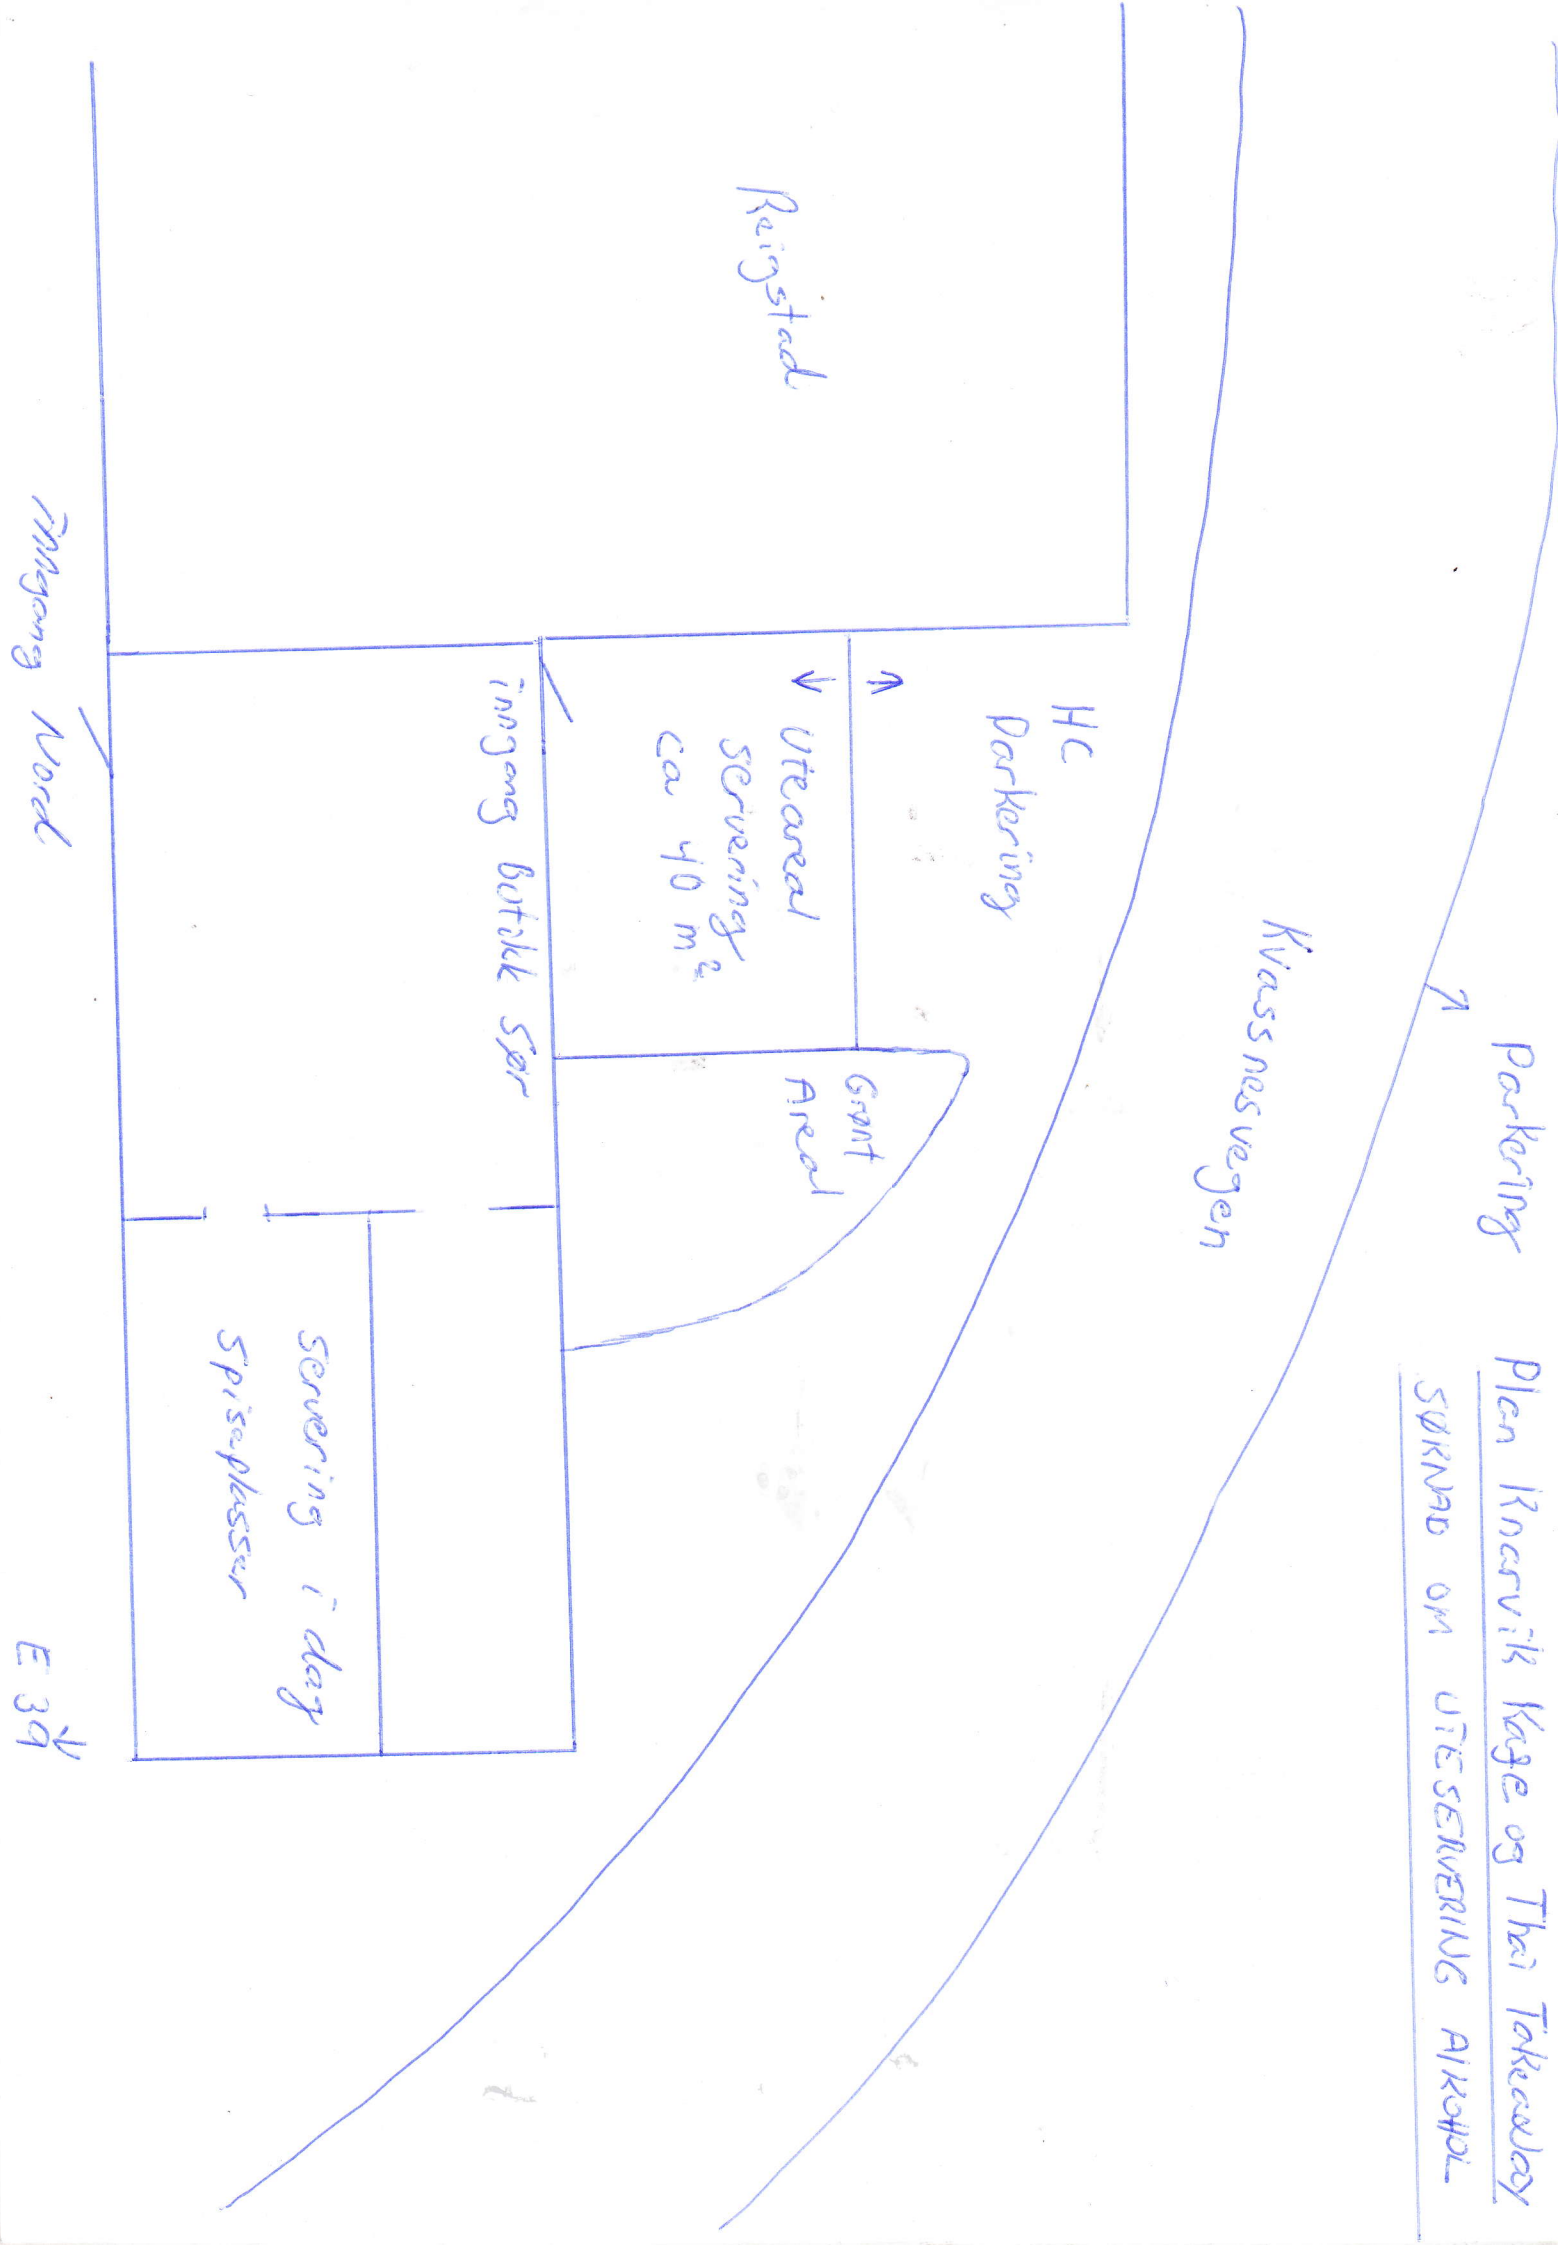 Plan Knarvik Kafe og Thai Takeaway
SØKNAD OM UTESERVERING AlKOHOL
Parkering
Kvassnesvegen
HC
Parkering
Reigstad
Uteareal
servering
ca 40 m²
Grønt
Areal
inngang butikk Sør
Servering i dag
Spiseplasser
inngang Nord
E 39